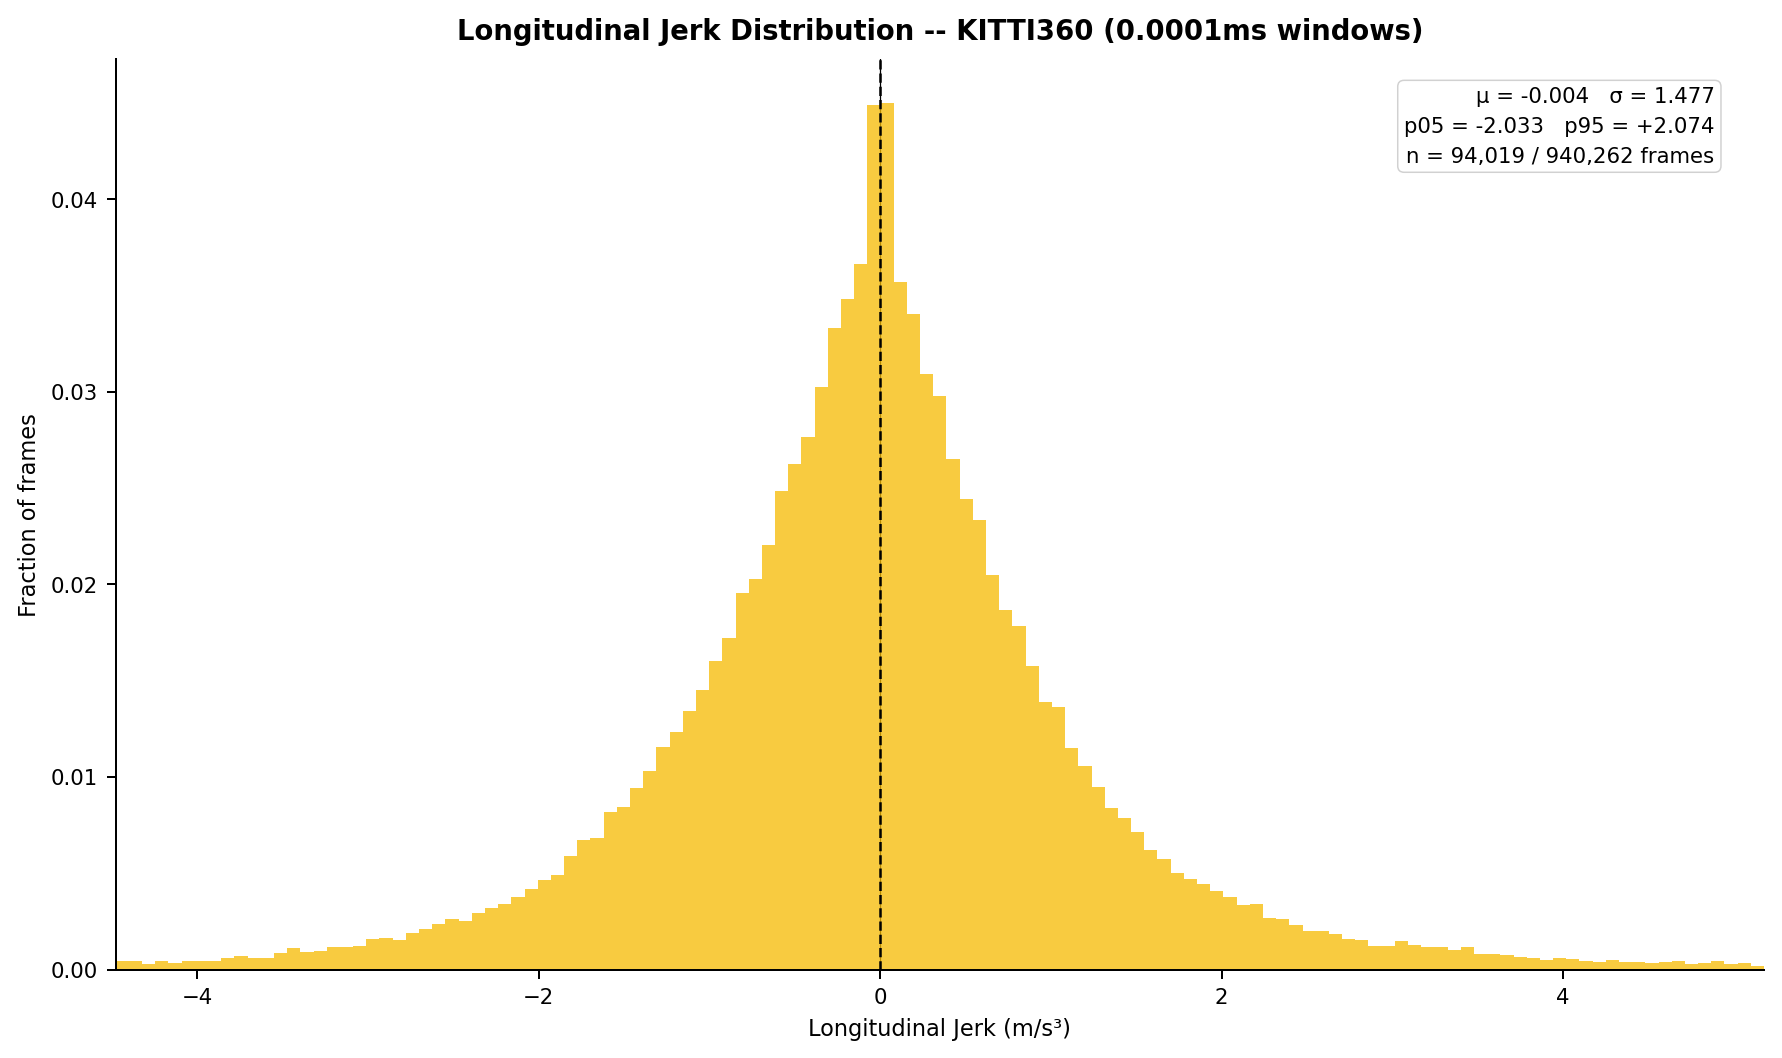 Longitudinal Jerk Distribution -- KITTI360 (0.0001ms windows)
μ = -0.004   σ = 1.477
p05 = -2.033   p95 = +2.074
n = 94,019 / 940,262 frames
Fraction of frames
0.04
0.03
0.02
0.01
0.00
−4
−2
0
2
4
Longitudinal Jerk (m/s³)